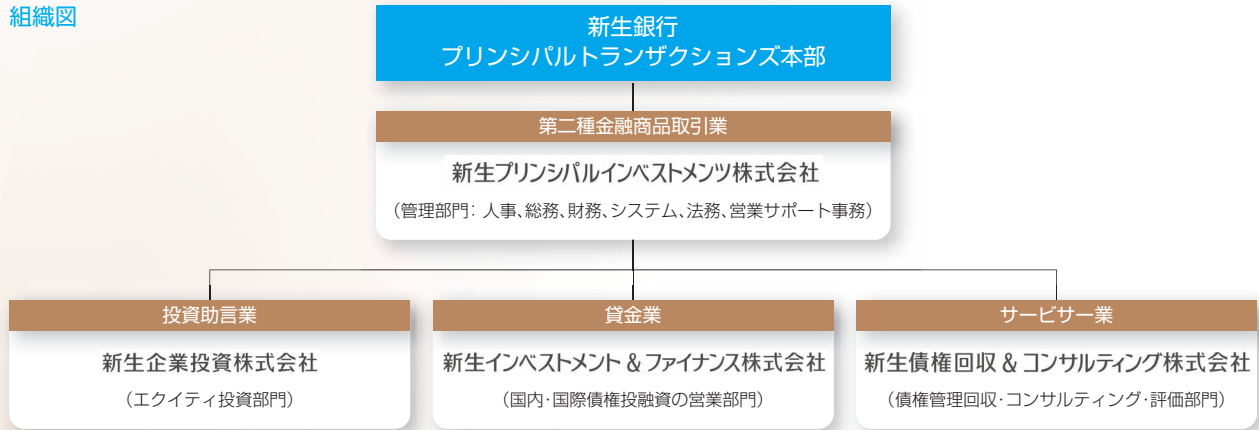 組織図
新生銀行
プリンシパルトランザクションズ本部
第二種金融商品取引業
新生プリンシパルインベストメンツ株式会社
（管理部門：人事、総務、財務、システム、法務、営業サポート事務）
投資助言業
新生企業投資株式会社
（エクイティ投資部門）
貸金業
新生インベストメント＆ファイナンス株式会社
（国内・国際債権投融資の営業部門）
サービサー業
新生債権回収＆コンサルティング株式会社
（債権管理回収・コンサルティング・評価部門）